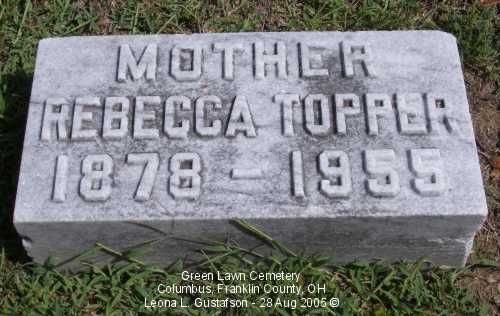 MOTHER
REBECCA TOPPER
1878 - 1955
Green Lawn Cemetery
Columbus, Franklin County, OH
Leona L. Gustafson - 28 Aug 2005 ©